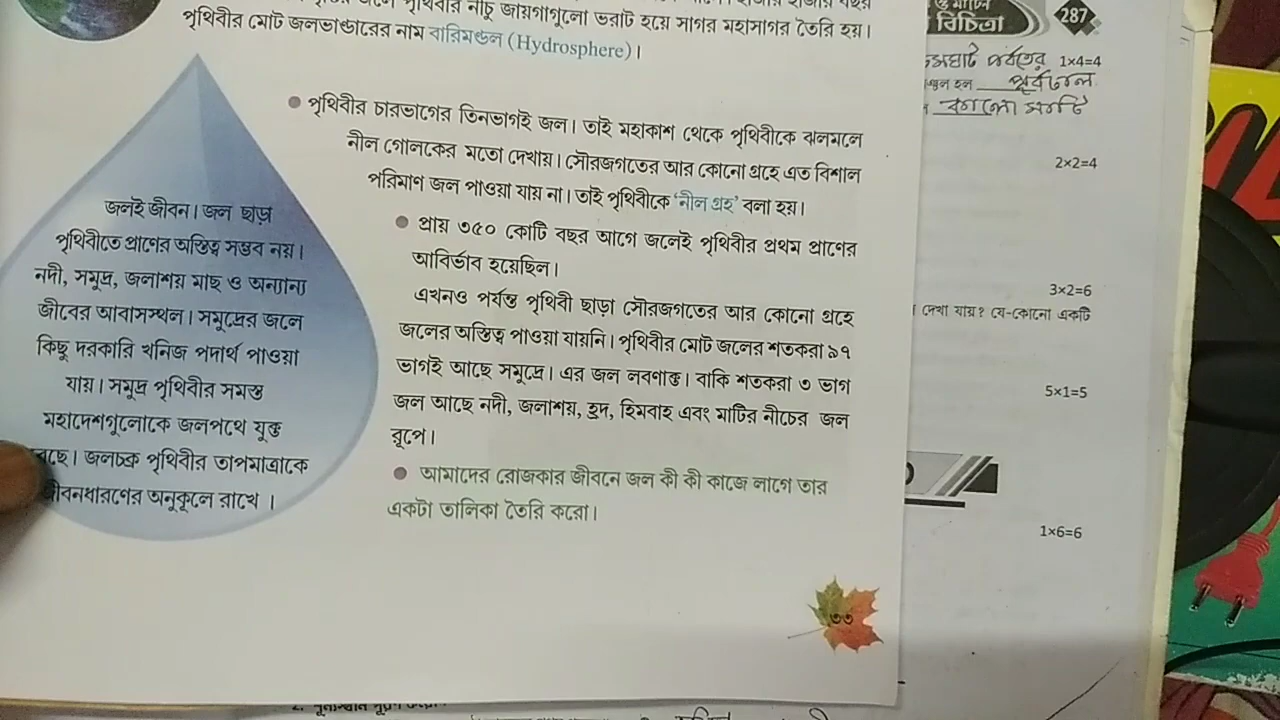 পৃথিবীর নীচু জায়গাগুলো ভরাট হয়ে সাগর মহাসাগর তৈরি হয়।
পৃথিবীর মোট জলভাণ্ডারের নাম বারিমণ্ডল (Hydrosphere)।
● পৃথিবীর চারভাগের তিনভাগই জল। তাই মহাকাশ থেকে পৃথিবীকে ঝলমলে
নীল গোলকের মতো দেখায়। সৌরজগতের আর কোনো গ্রহে এত বিশাল
পরিমাণ জল পাওয়া যায় না। তাই পৃথিবীকে 'নীল গ্রহ' বলা হয়।
● প্রায় ৩৫০ কোটি বছর আগে জলেই পৃথিবীর প্রথম প্রাণের
আবির্ভাব হয়েছিল।
এখনও পর্যন্ত পৃথিবী ছাড়া সৌরজগতের আর কোনো গ্রহে
জলের অস্তিত্ব পাওয়া যায়নি। পৃথিবীর মোট জলের শতকরা ৯৭
ভাগই আছে সমুদ্রে। এর জল লবণাক্ত। বাকি শতকরা ৩ ভাগ
জল আছে নদী, জলাশয়, হ্রদ, হিমবাহ এবং মাটির নীচের জল
রূপে।
● আমাদের রোজকার জীবনে জল কী কী কাজে লাগে তার
একটা তালিকা তৈরি করো।
জলই জীবন। জল ছাড়া
পৃথিবীতে প্রাণের অস্তিত্ব সম্ভব নয়।
নদী, সমুদ্র, জলাশয় মাছ ও অন্যান্য
জীবের আবাসস্থল। সমুদ্রের জলে
কিছু দরকারি খনিজ পদার্থ পাওয়া
যায়। সমুদ্র পৃথিবীর সমস্ত
মহাদেশগুলোকে জলপথে যুক্ত
জলচক্র পৃথিবীর তাপমাত্রাকে
জীবনধারণের অনুকূলে রাখে ।
৩৩
বিচিত্রা
287
পর্বতের 1×4=4
হল পূর্বঢালে
2×2=4
3×2=6
দেখা যায়? যে-কোনো একটি
5×1=5
1×6=6